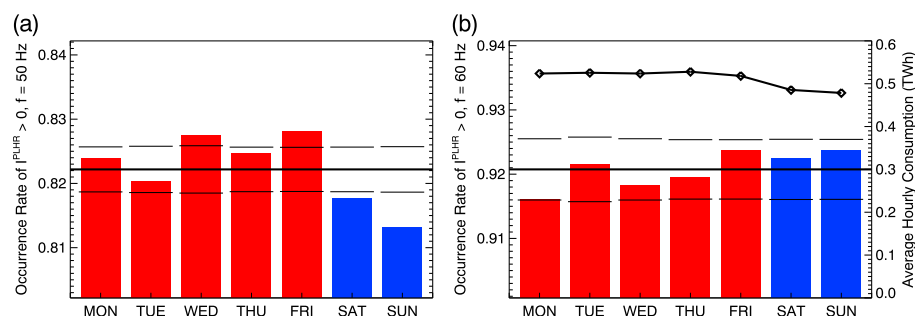 (a)
Occurrence Rate of I^PLHR > 0, f = 50 Hz
0.84
0.83
0.82
0.81
MON TUE WED THU FRI SAT SUN
(b)
Occurrence Rate of I^PLHR > 0, f = 60 Hz
0.94
0.93
0.92
0.91
MON TUE WED THU FRI SAT SUN
0.6
0.5
0.4
0.3
0.2
0.1
0.0
Average Hourly Consumption (TWh)